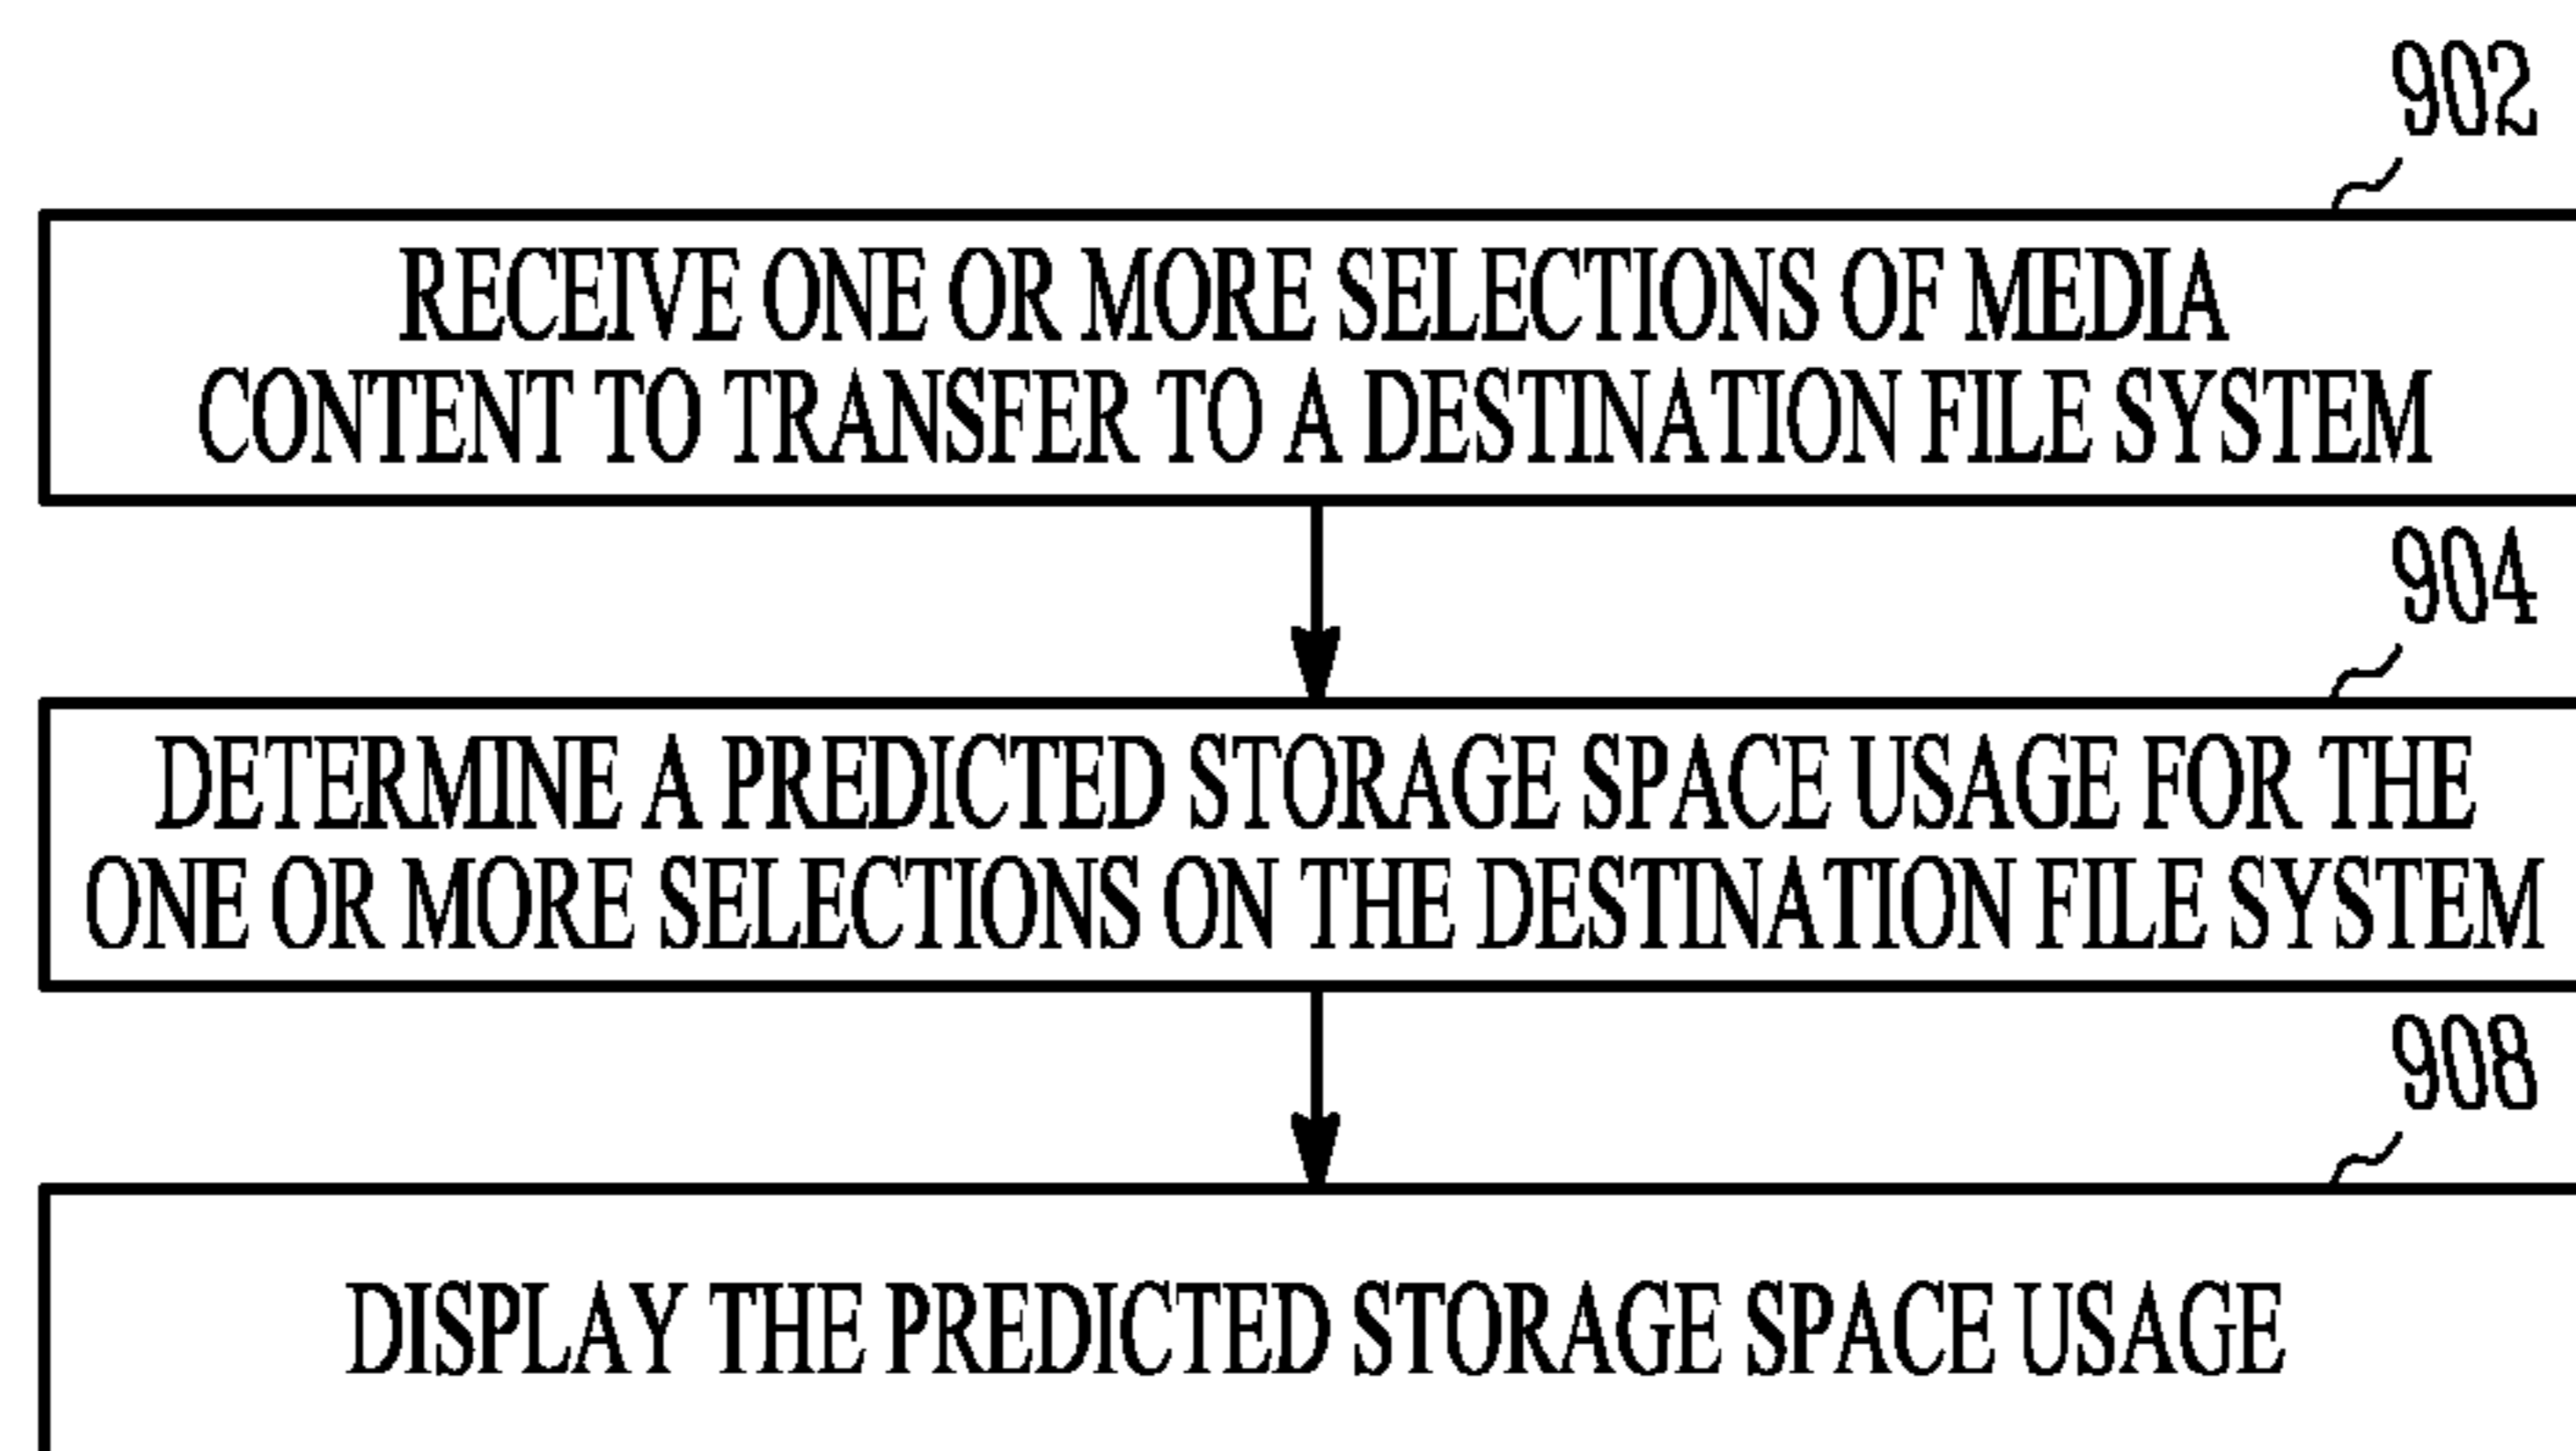 902
RECEIVE ONE OR MORE SELECTIONS OF MEDIA
CONTENT TO TRANSFER TO A DESTINATION FILE SYSTEM
904
DETERMINE A PREDICTED STORAGE SPACE USAGE FOR THE
ONE OR MORE SELECTIONS ON THE DESTINATION FILE SYSTEM
908
DISPLAY THE PREDICTED STORAGE SPACE USAGE